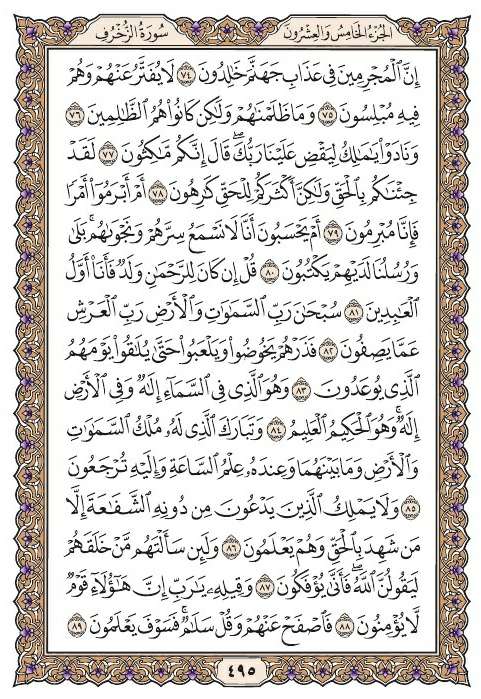 الجزء الخامس والعشرون
سورة الزخرف
إِنَّ ٱلْمُجْرِمِينَ فِى عَذَابِ جَهَنَّمَ خَٰلِدُونَ ٧٤ لَا يُفَتَّرُ عَنْهُمْ وَهُمْ
فِيهِ مُبْلِسُونَ ٧٥ وَمَا ظَلَمْنَٰهُمْ وَلَٰكِن كَانُوا۟ هُمُ ٱلظَّٰلِمِينَ ٧٦
وَنَادَوْا۟ يَٰمَٰلِكُ لِيَقْضِ عَلَيْنَا رَبُّكَ ۖ قَالَ إِنَّكُم مَّٰكِثُونَ ٧٧ لَقَدْ
جِئْنَٰكُم بِٱلْحَقِّ وَلَٰكِنَّ أَكْثَرَكُمْ لِلْحَقِّ كَٰرِهُونَ ٧٨ أَمْ أَبْرَمُوٓا۟ أَمْرًا
فَإِنَّا مُبْرِمُونَ ٧٩ أَمْ يَحْسَبُونَ أَنَّا لَا نَسْمَعُ سِرَّهُمْ وَنَجْوَىٰهُم ۚ بَلَىٰ
وَرُسُلُنَا لَدَيْهِمْ يَكْتُبُونَ ٨٠ قُلْ إِن كَانَ لِلرَّحْمَٰنِ وَلَدٌ فَأَنَا۠ أَوَّلُ
ٱلْعَٰبِدِينَ ٨١ سُبْحَٰنَ رَبِّ ٱلسَّمَٰوَٰتِ وَٱلْأَرْضِ رَبِّ ٱلْعَرْشِ
عَمَّا يَصِفُونَ ٨٢ فَذَرْهُمْ يَخُوضُوا۟ وَيَلْعَبُوا۟ حَتَّىٰ يُلَٰقُوا۟ يَوْمَهُمُ
ٱلَّذِى يُوعَدُونَ ٨٣ وَهُوَ ٱلَّذِى فِى ٱلسَّمَآءِ إِلَٰهٌ وَفِى ٱلْأَرْضِ
إِلَٰهٌ ۚ وَهُوَ ٱلْحَكِيمُ ٱلْعَلِيمُ ٨٤ وَتَبَارَكَ ٱلَّذِى لَهُۥ مُلْكُ ٱلسَّمَٰوَٰتِ
وَٱلْأَرْضِ وَمَا بَيْنَهُمَا وَعِندَهُۥ عِلْمُ ٱلسَّاعَةِ وَإِلَيْهِ تُرْجَعُونَ
٨٥ وَلَا يَمْلِكُ ٱلَّذِينَ يَدْعُونَ مِن دُونِهِ ٱلشَّفَٰعَةَ إِلَّا
مَن شَهِدَ بِٱلْحَقِّ وَهُمْ يَعْلَمُونَ ٨٦ وَلَئِن سَأَلْتَهُم مَّنْ خَلَقَهُمْ
لَيَقُولُنَّ ٱللَّهُ ۖ فَأَنَّىٰ يُؤْفَكُونَ ٨٧ وَقِيلِهِۦ يَٰرَبِّ إِنَّ هَٰٓؤُلَآءِ قَوْمٌ
لَّا يُؤْمِنُونَ ٨٨ فَٱصْفَحْ عَنْهُمْ وَقُلْ سَلَٰمٌ ۚ فَسَوْفَ يَعْلَمُونَ ٨٩
٤٩٥